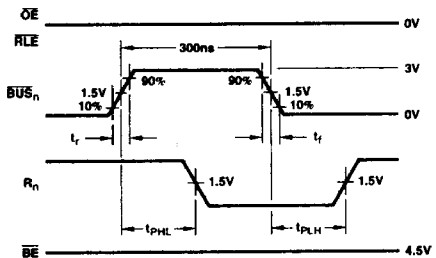 OE
0V
RLE
300ns
3V
90%
90%
BUSn
1.5V
1.5V
10%
10%
0V
tr
tf
Rn
1.5V
1.5V
tPHL
tPLH
BE
4.5V